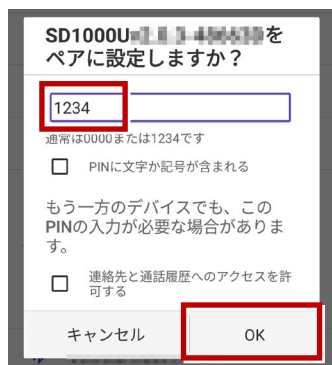 SD1000U を
ペアに設定しますか？
1234
通常は0000または1234です
PINに文字か記号が含まれる
もう一方のデバイスでも、この
PINの入力が必要な場合がありま
す。
連絡先と通話履歴へのアクセスを許
可する
キャンセル
OK